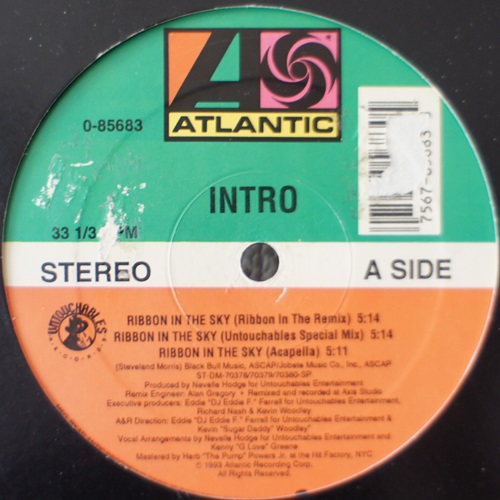 ATLANTIC
0-85683
INTRO
33 1/3
STEREO
A SIDE
UNTOUCHABLES
RIBBON IN THE SKY (Ribbon In The Remix) 5:14
RIBBON IN THE SKY (Untouchables Special Mix) 5:14
RIBBON IN THE SKY (Acapella) 5:11
(Steveland Morris) Black Bull Music, ASCAP/Jobete Music Co., Inc., ASCAP
ST-DM-70378/70379/70380-SP
Produced by Nevelle Hodge for Untouchables Entertainment
Remix Engineer: Alan Gregory • Remixed and recorded at Axis Studio
Executive producers: Eddie "DJ Eddie F." Ferrell for Untouchables Entertainment,
Richard Nash & Kevin Woodley
A&R Direction: Eddie "DJ Eddie F." Ferrell for Untouchables Entertainment &
Kevin "Sugar Daddy" Woodley
Vocal Arrangements by Nevelle Hodge for Untouchables Entertainment and
Kenny "G Love" Greene
Mastered by Herb "The Pump" Powers Jr. at the Hit Factory, NYC.
© 1993 Atlantic Recording Corp.